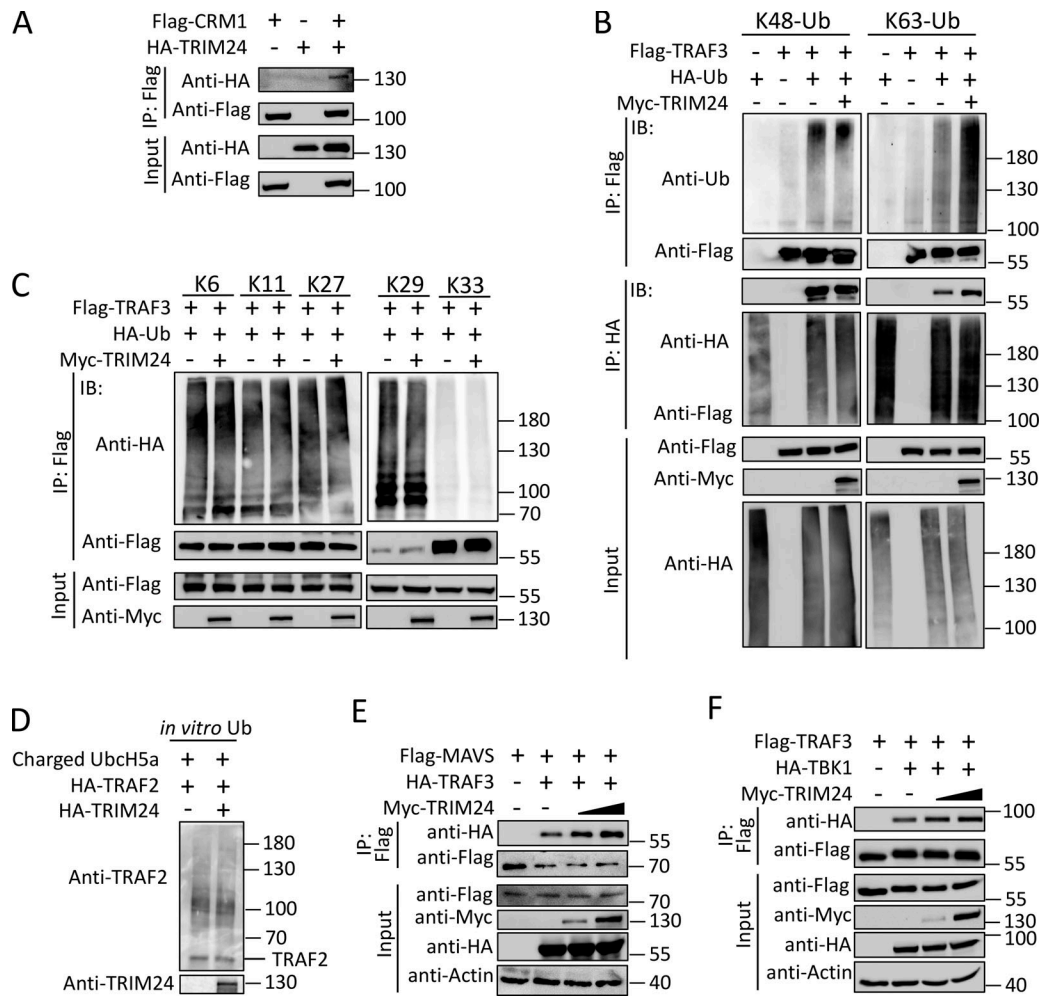 A
Flag-CRM1 + - +
HA-TRIM24 - + +
IP: Flag
Anti-HA 130
Anti-Flag 100
Input
Anti-HA 130
Anti-Flag 100
B
K48-Ub K63-Ub
Flag-TRAF3 - + + + - + + +
HA-Ub + - + + + - + +
Myc-TRIM24 - - - + - - - +
IP: Flag
IB:
Anti-Ub
180
130
100
Anti-Flag 55
IP: HA
IB:
55
Anti-HA
180
130
Anti-Flag 100
Input
Anti-Flag 55
Anti-Myc 130
Anti-HA
180
130
100
C
K6 K11 K27 K29 K33
Flag-TRAF3 + + + + + + + + + +
HA-Ub + + + + + + + + + +
Myc-TRIM24 - + - + - + - + - +
IP: Flag
IB:
Anti-HA
180
130
100
70
Anti-Flag 55
Input
Anti-Flag 55
Anti-Myc 130
D
in vitro Ub
Charged UbcH5a + +
HA-TRAF2 + +
HA-TRIM24 - +
Anti-TRAF2
180
130
100
70
TRAF2
Anti-TRIM24 130
E
Flag-MAVS + + + +
HA-TRAF3 - + + +
Myc-TRIM24 - -
IP: Flag
anti-HA 55
anti-Flag 70
Input
anti-Flag 70
anti-Myc 130
anti-HA 55
anti-Actin 40
F
Flag-TRAF3 + + + +
HA-TBK1 - + + +
Myc-TRIM24 - -
IP: Flag
anti-HA 100
anti-Flag 55
Input
anti-Flag 55
anti-Myc 130
anti-HA 100
anti-Actin 40